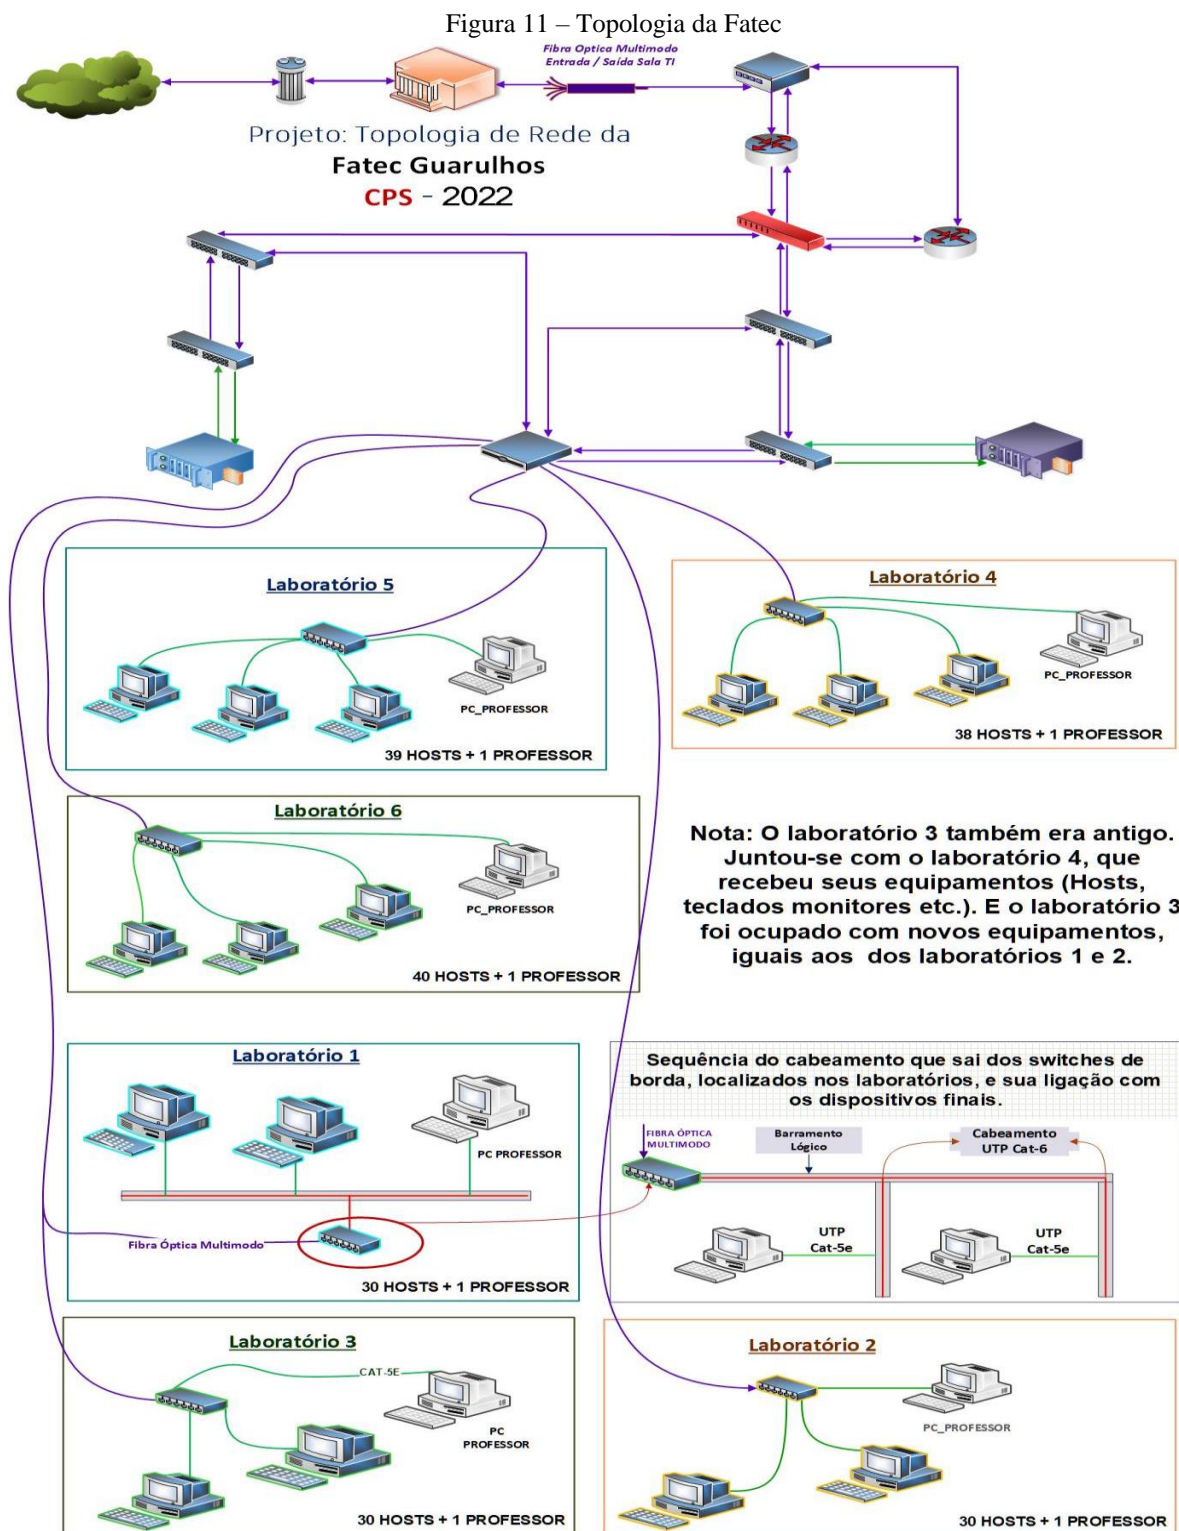 Figura 11 – Topologia da Fatec
Fibra Optica Multimodo
Entrada / Saída Sala TI
Projeto: Topologia de Rede da
Fatec Guarulhos
CPS - 2022
Laboratório 5
PC_PROFESSOR
39 HOSTS + 1 PROFESSOR
Laboratório 4
PC_PROFESSOR
38 HOSTS + 1 PROFESSOR
Laboratório 6
PC_PROFESSOR
40 HOSTS + 1 PROFESSOR
Nota: O laboratório 3 também era antigo.
Juntou-se com o laboratório 4, que
recebeu seus equipamentos (Hosts,
teclados monitores etc.). E o laboratório 3
foi ocupado com novos equipamentos,
iguais aos dos laboratórios 1 e 2.
Laboratório 1
PC PROFESSOR
Fibra Óptica Multimodo
30 HOSTS + 1 PROFESSOR
Sequência do cabeamento que sai dos switches de
borda, localizados nos laboratórios, e sua ligação com
os dispositivos finais.
FIBRA ÓPTICA
MULTIMODO
Barramento
Lógico
Cabeamento
UTP Cat-6
UTP
Cat-5e
UTP
Cat-5e
Laboratório 3
CAT-5E
PC
PROFESSOR
30 HOSTS + 1 PROFESSOR
Laboratório 2
PC_PROFESSOR
30 HOSTS + 1 PROFESSOR